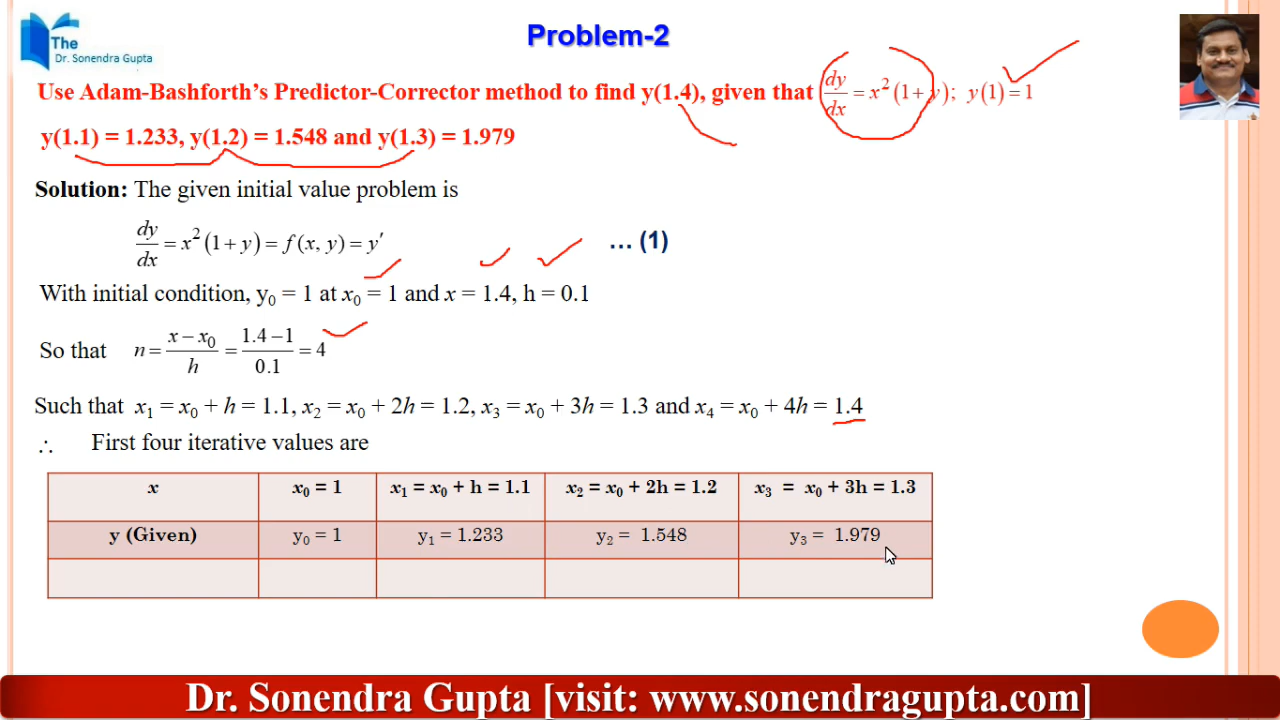 The
Dr. Sonendra Gupta
Problem-2
Use Adam-Bashforth's Predictor-Corrector method to find y(1.4), given that dy/dx = x² (1+ y); y(1) = 1
y(1.1) = 1.233, y(1.2) = 1.548 and y(1.3) = 1.979
Solution: The given initial value problem is
dy/dx = x² (1+ y) = f (x, y) = y′ ... (1)
With initial condition, y₀ = 1 at x₀ = 1 and x = 1.4, h = 0.1
So that n = (x − x₀)/h = (1.4 − 1)/0.1 = 4
Such that x₁ = x₀ + h = 1.1, x₂ = x₀ + 2h = 1.2, x₃ = x₀ + 3h = 1.3 and x₄ = x₀ + 4h = 1.4
∴ First four iterative values are
x x₀ = 1 x₁ = x₀ + h = 1.1 x₂ = x₀ + 2h = 1.2 x₃ = x₀ + 3h = 1.3
y (Given) y₀ = 1 y₁ = 1.233 y₂ = 1.548 y₃ = 1.979
Dr. Sonendra Gupta [visit: www.sonendragupta.com]